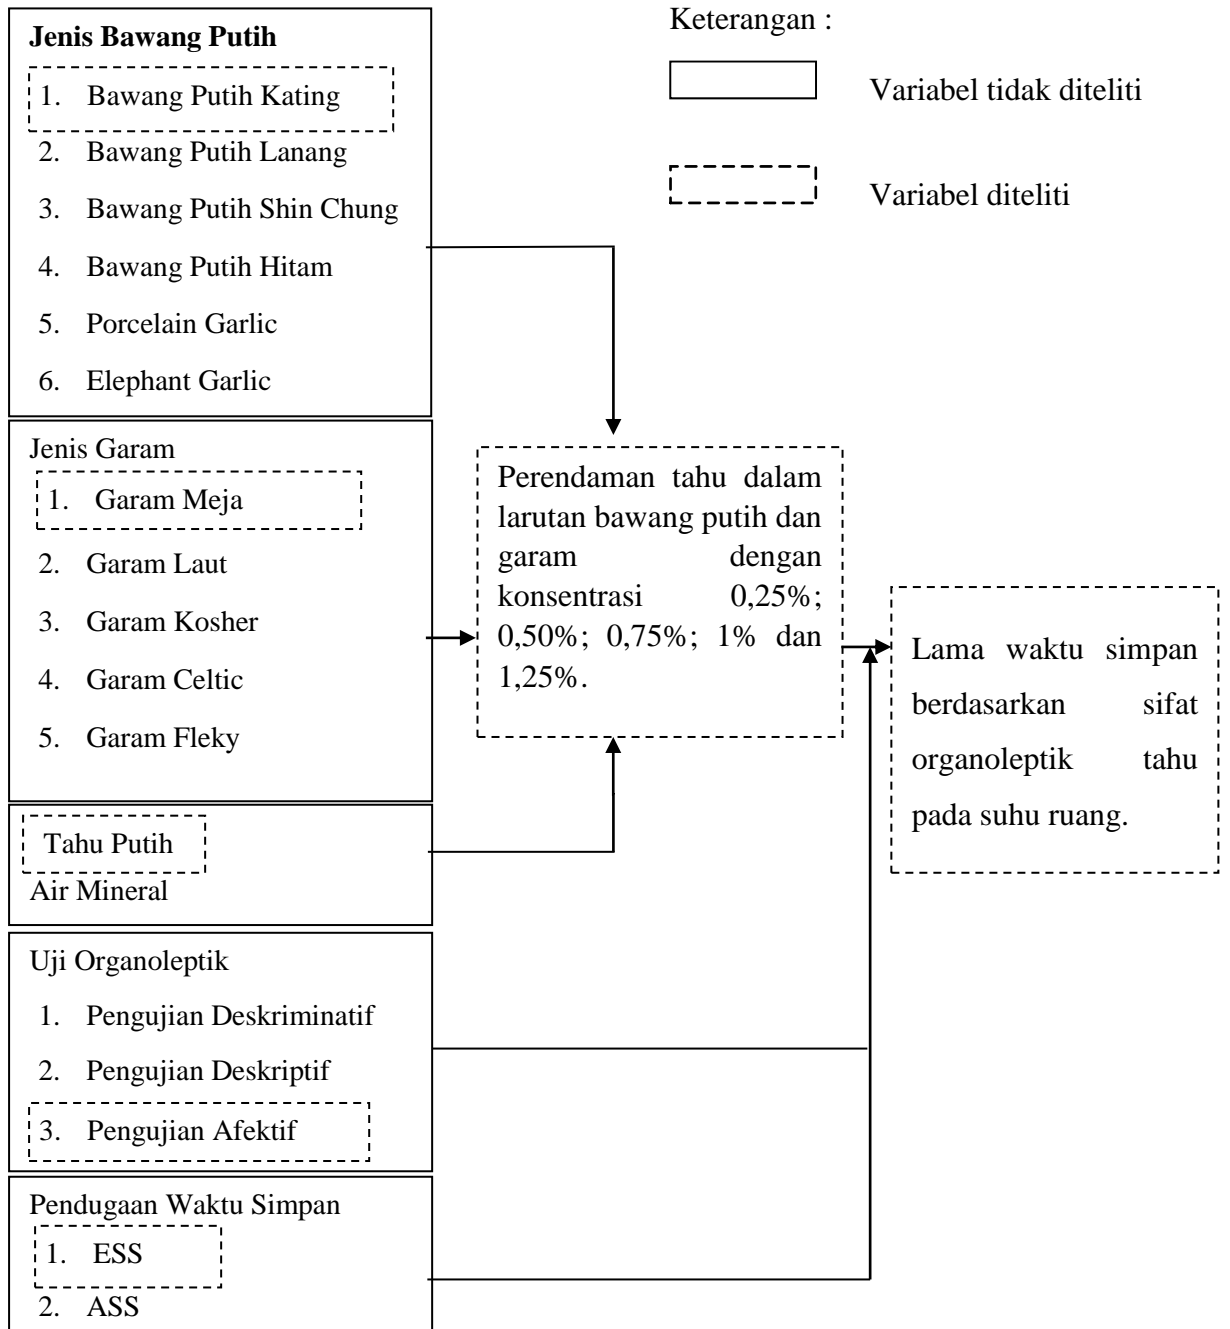 Jenis Bawang Putih
1. Bawang Putih Kating
2. Bawang Putih Lanang
3. Bawang Putih Shin Chung
4. Bawang Putih Hitam
5. Porcelain Garlic
6. Elephant Garlic
Keterangan :
Variabel tidak diteliti
Variabel diteliti
Jenis Garam
1. Garam Meja
2. Garam Laut
3. Garam Kosher
4. Garam Celtic
5. Garam Fleky
Tahu Putih
Air Mineral
Uji Organoleptik
1. Pengujian Deskriminatif
2. Pengujian Deskriptif
3. Pengujian Afektif
Pendugaan Waktu Simpan
1. ESS
2. ASS
Perendaman tahu dalam
larutan bawang putih dan
garam dengan
konsentrasi 0,25%;
0,50%; 0,75%; 1% dan
1,25%.
Lama waktu simpan
berdasarkan sifat
organoleptik tahu
pada suhu ruang.